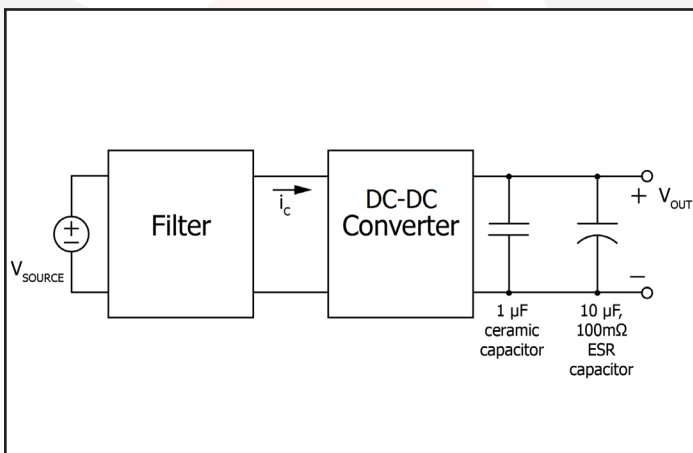 Filter
i_c
DC-DC
Converter
+ V_OUT
−
+
−
V_SOURCE
1 µF
ceramic
capacitor
10 µF,
100mΩ
ESR
capacitor